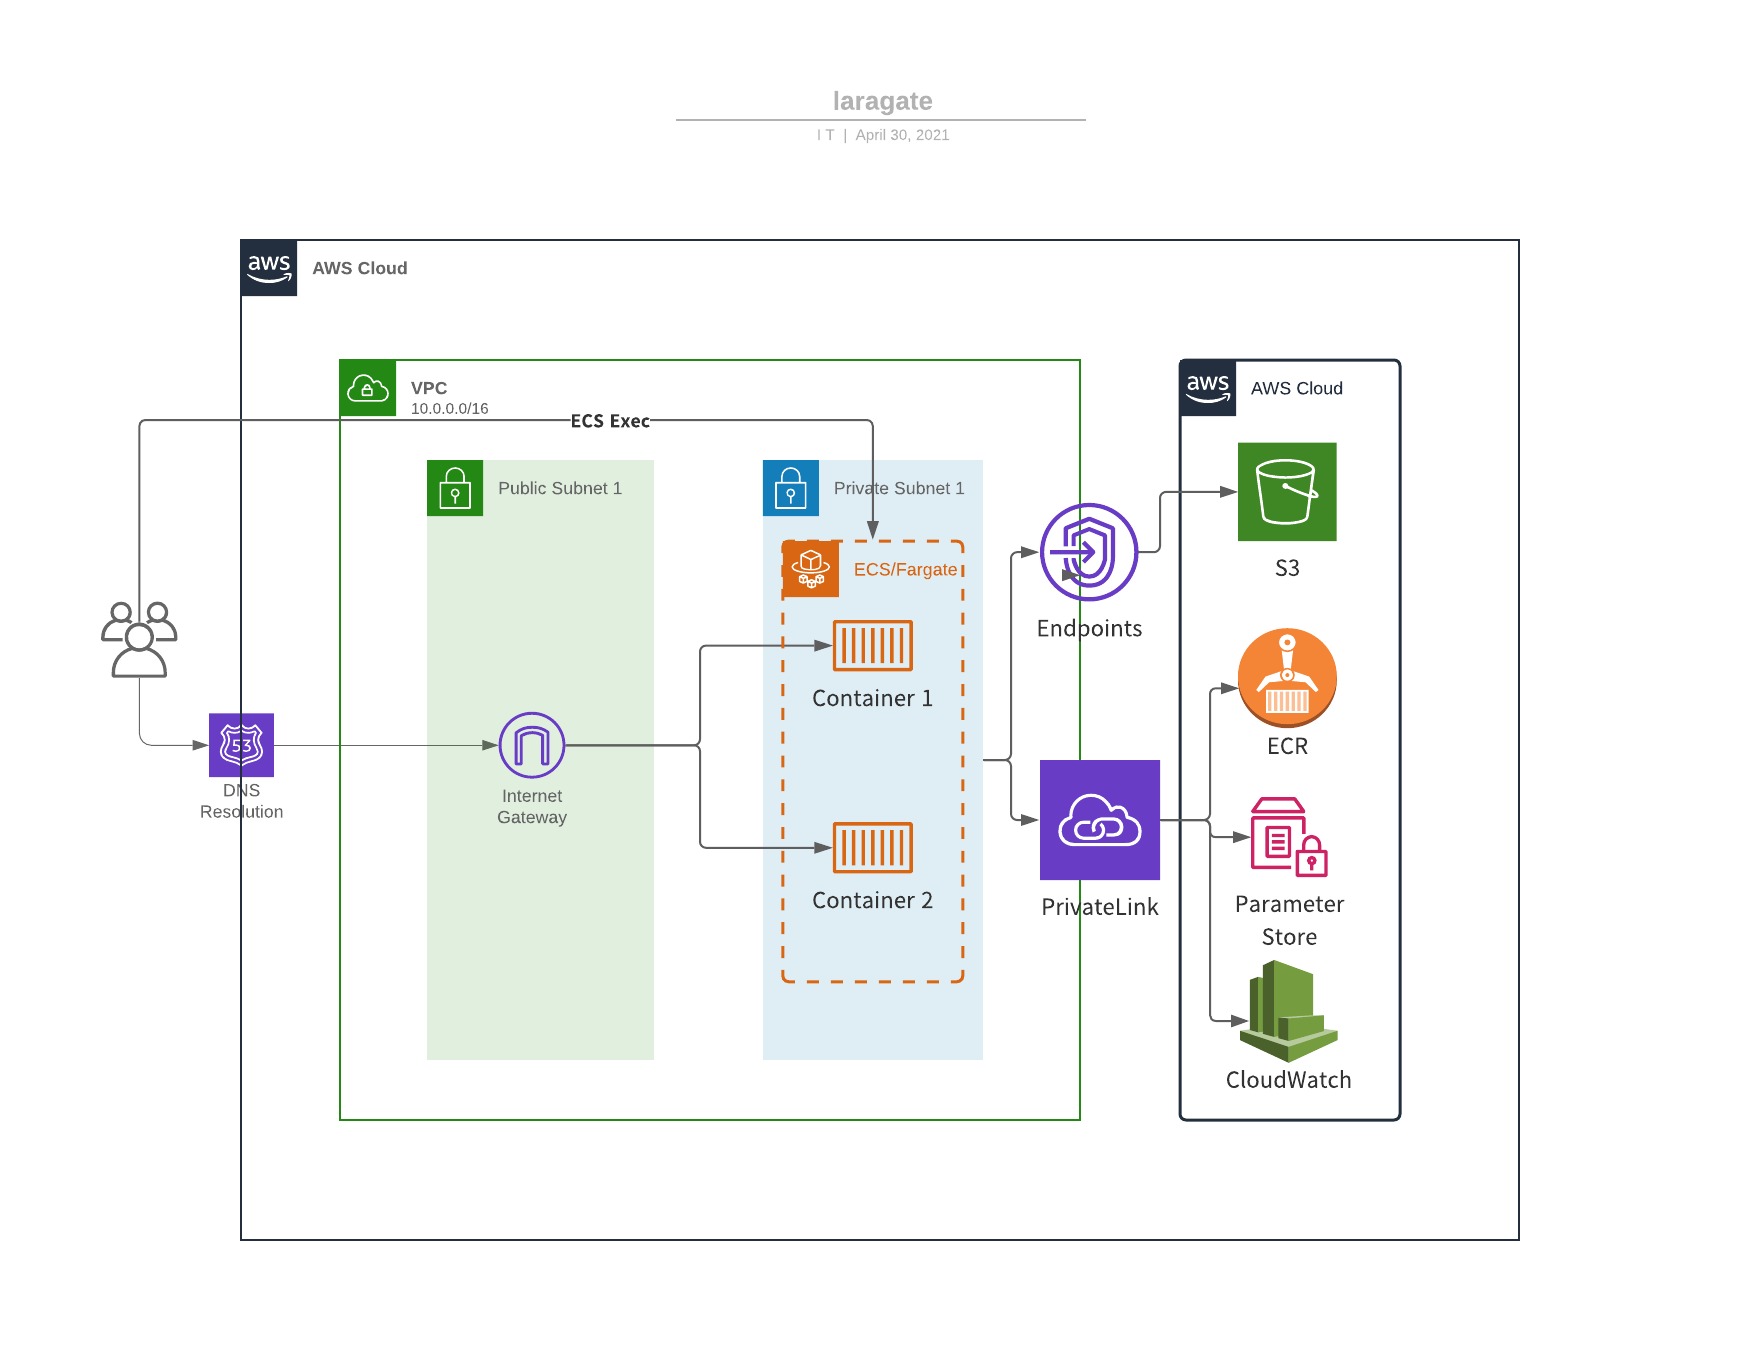 laragate
I T | April 30, 2021
aws
AWS Cloud
VPC
10.0.0.0/16
aws
AWS Cloud
ECS Exec
Public Subnet 1
Private Subnet 1
ECS/Fargate
S3
Endpoints
Container 1
53
DNS
Resolution
Internet
Gateway
ECR
Container 2
PrivateLink
Parameter
Store
CloudWatch